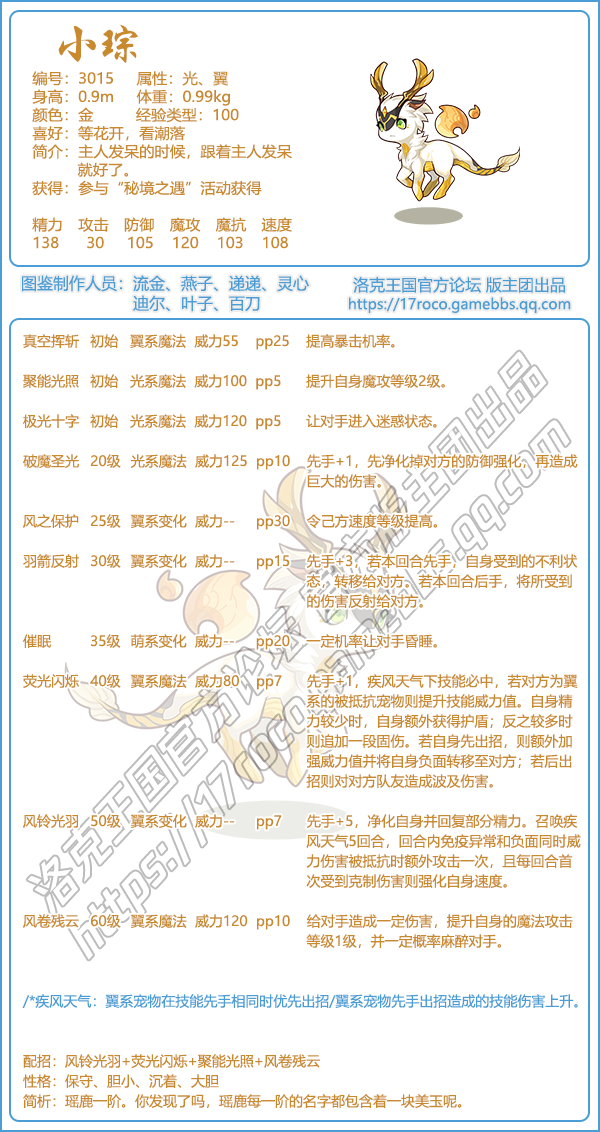 小琮
编号：3015 属性：光、翼
身高：0.9m 体重：0.99kg
颜色：金 经验类型：100
喜好：等花开，看潮落
简介：主人发呆的时候，跟着主人发呆
就好了。
获得：参与“秘境之遇”活动获得
精力 攻击 防御 魔攻 魔抗 速度
138 30 105 120 103 108
图鉴制作人员：流金、燕子、递递、灵心
迪尔、叶子、百刀
洛克王国官方论坛 版主团出品
https://17roco.gamebbs.qq.com
真空挥斩 初始 翼系魔法 威力55 pp25 提高暴击机率。
聚能光照 初始 光系魔法 威力100 pp5 提升自身魔攻等级2级。
极光十字 初始 光系魔法 威力120 pp5 让对手进入迷惑状态。
破魔圣光 20级 光系魔法 威力125 pp10 先手+1，先净化掉对方的防御强化，再造成
巨大的伤害。
风之保护 25级 翼系变化 威力-- pp30 令己方速度等级提高。
羽箭反射 30级 翼系变化 威力-- pp15 先手+3，若本回合先手，自身受到的不利状
态，转移给对方。若本回合后手，将所受到
的伤害反射给对方。
催眠 35级 萌系变化 威力-- pp20 一定机率让对手昏睡。
荧光闪烁 40级 翼系魔法 威力80 pp7 先手+1，疾风天气下技能必中，若对方为翼
系的被抵抗宠物则提升技能威力值。自身精
力较少时，自身额外获得护盾；反之较多时
则追加一段固伤。若自身先出招，则额外加
强威力值并将自身负面转移至对方；若后出
招则对对方队友造成波及伤害。
风铃光羽 50级 翼系变化 威力-- pp7 先手+5，净化自身并回复部分精力。召唤疾
风天气5回合，回合内免疫异常和负面同时威
力伤害被抵抗时额外攻击一次，且每回合首
次受到克制伤害则强化自身速度。
风卷残云 60级 翼系魔法 威力120 pp10 给对手造成一定伤害，提升自身的魔法攻击
等级1级，并一定概率麻醉对手。
/*疾风天气：翼系宠物在技能先手相同时优先出招/翼系宠物先手出招造成的技能伤害上升。
配招：风铃光羽+荧光闪烁+聚能光照+风卷残云
性格：保守、胆小、沉着、大胆
简析：瑶鹿一阶。你发现了吗，瑶鹿每一阶的名字都包含着一块美玉呢。
洛克王国官方论坛 版主团出品
https://17roco.gamebbs.qq.com